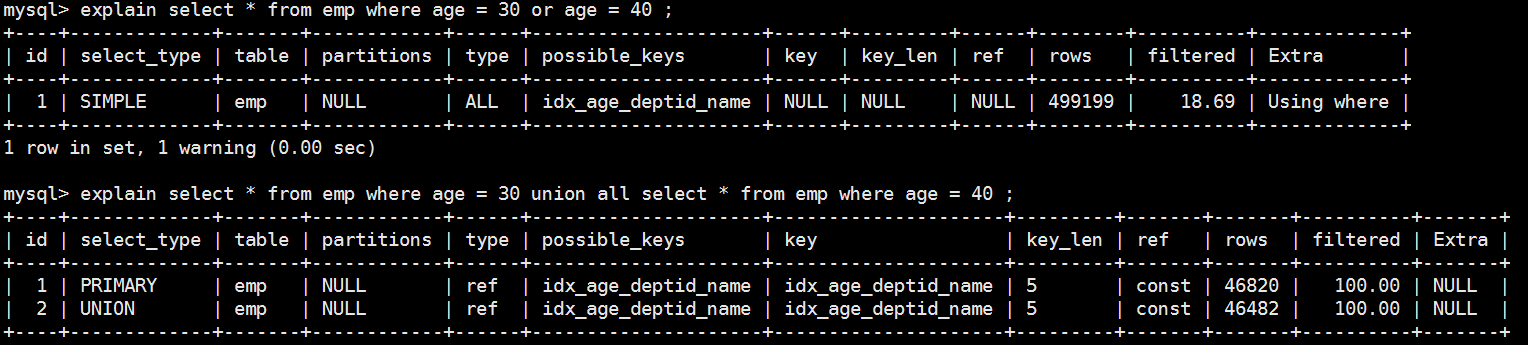 mysql> explain select * from emp where age = 30 or age = 40 ;
+----+-------------+-------+------------+------+---------------------+------+---------+------+--------+----------+-------------+
| id | select_type | table | partitions | type | possible_keys       | key  | key_len | ref  | rows   | filtered | Extra       |
+----+-------------+-------+------------+------+---------------------+------+---------+------+--------+----------+-------------+
|  1 | SIMPLE      | emp   | NULL       | ALL  | idx_age_deptid_name | NULL | NULL    | NULL | 499199 |    18.69 | Using where |
+----+-------------+-------+------------+------+---------------------+------+---------+------+--------+----------+-------------+
1 row in set, 1 warning (0.00 sec)
mysql> explain select * from emp where age = 30 union all select * from emp where age = 40 ;
+----+-------------+-------+------------+------+---------------------+---------------------+---------+-------+-------+----------+-------+
| id | select_type | table | partitions | type | possible_keys       | key                 | key_len | ref   | rows  | filtered | Extra |
+----+-------------+-------+------------+------+---------------------+---------------------+---------+-------+-------+----------+-------+
|  1 | PRIMARY     | emp   | NULL       | ref  | idx_age_deptid_name | idx_age_deptid_name | 5       | const | 46820 |   100.00 | NULL  |
|  2 | UNION       | emp   | NULL       | ref  | idx_age_deptid_name | idx_age_deptid_name | 5       | const | 46482 |   100.00 | NULL  |
+----+-------------+-------+------------+------+---------------------+---------------------+---------+-------+-------+----------+-------+